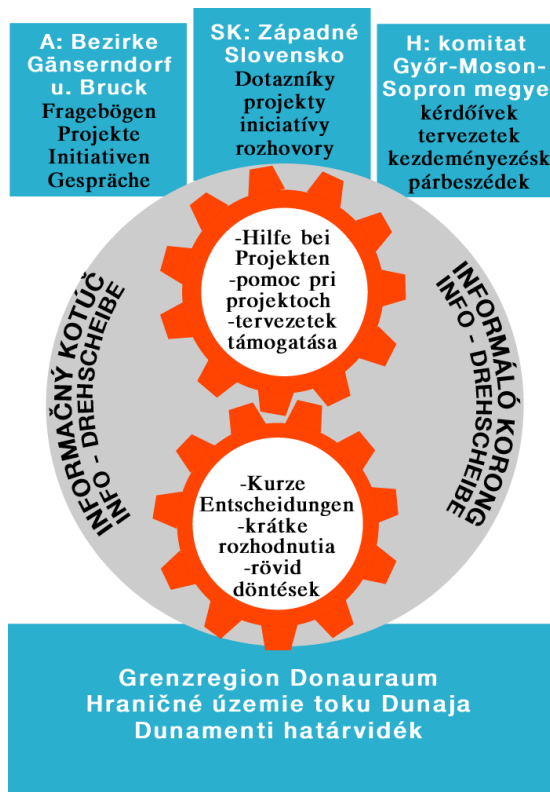 A: Bezirke
Gänserndorf
u. Bruck
Fragebögen
Projekte
Initiativen
Gespräche
SK: Západné
Slovensko
Dotazníky
projekty
iniciatívy
rozhovory
H: komitat
Győr-Moson-
Sopron megye
kérdőívek
tervezetek
kezdeményezésk
párbeszédek
INFORMAČNÝ KOTÚČ
INFO - DREHSCHEIBE
-Hilfe bei
Projekten
-pomoc pri
projektoch
-tervezetek
támogatása
INFORMÁLÓ KORONG
INFO - DREHSCHEIBE
-Kurze
Entscheidungen
-krátke
rozhodnutia
-rövid
döntések
Grenzregion Donauraum
Hraničné územie toku Dunaja
Dunamenti határvidék